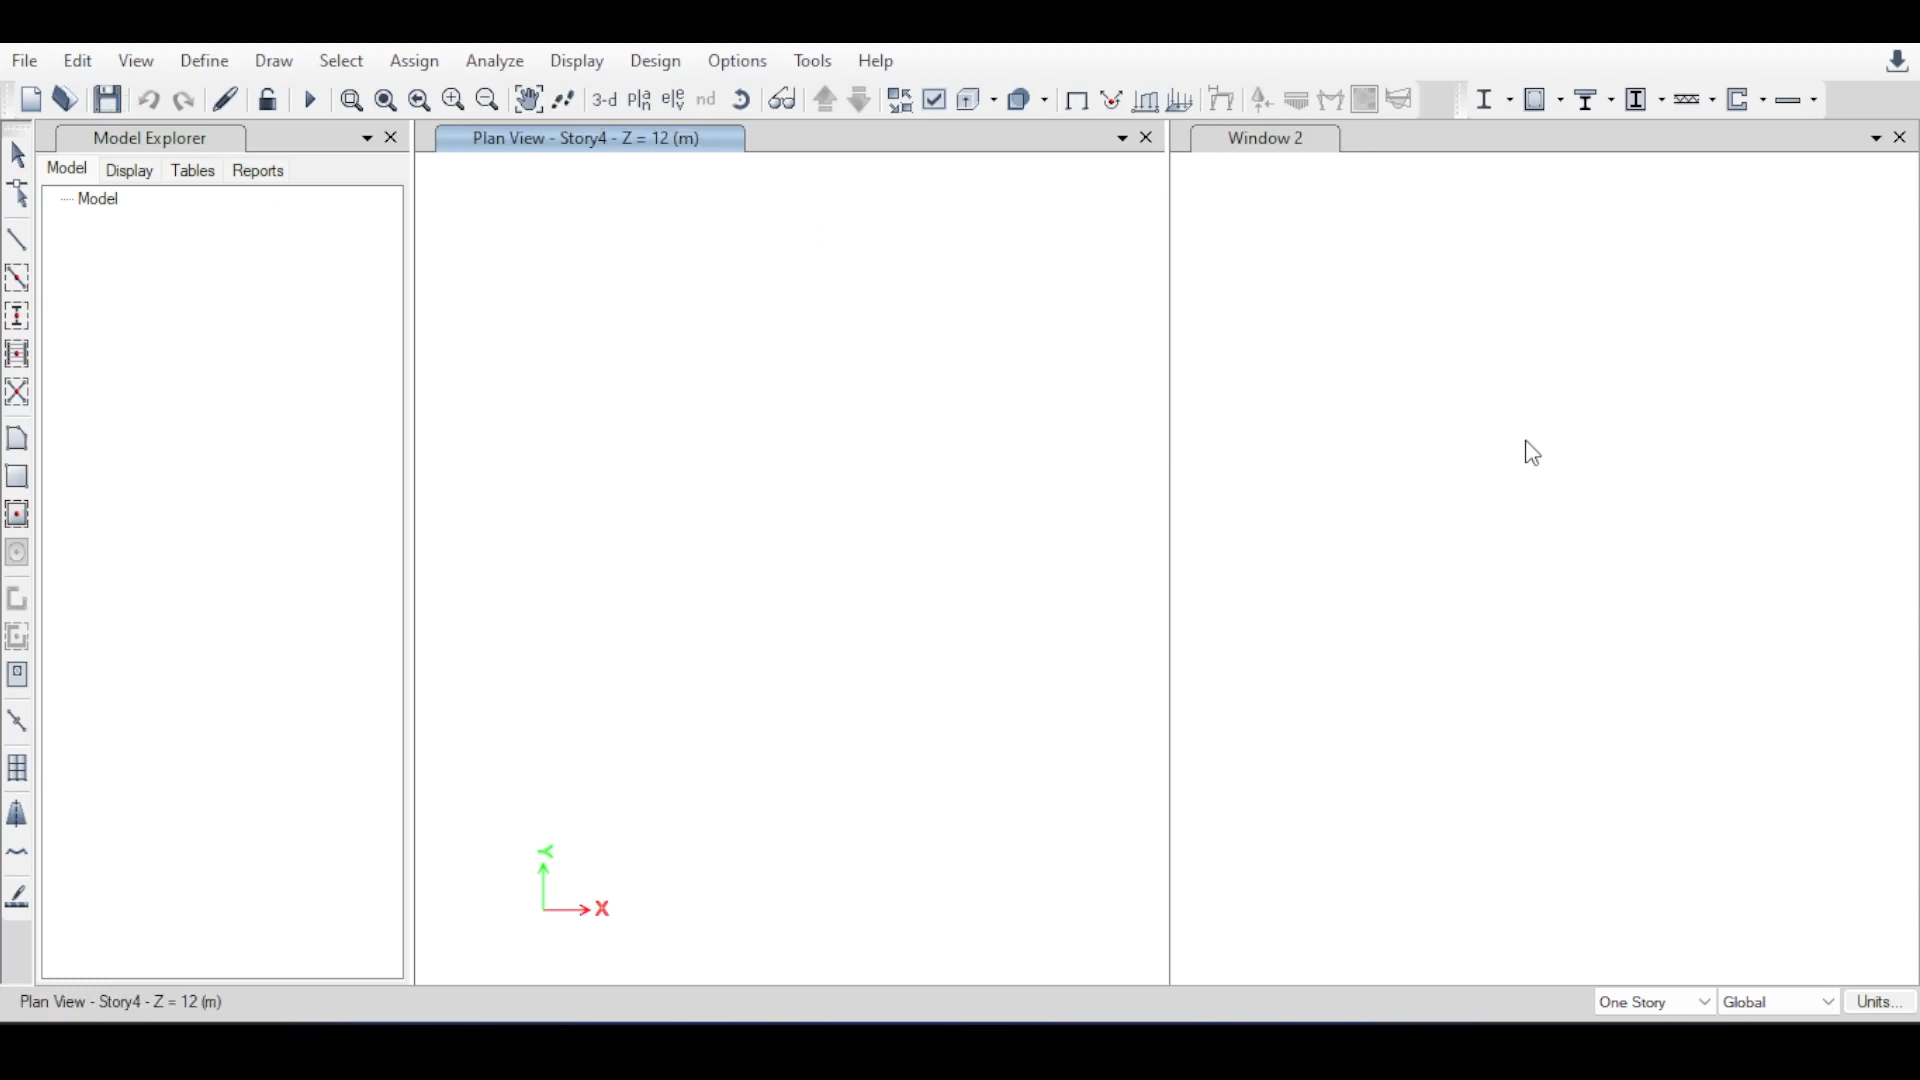 File Edit View Define Draw Select Assign Analyze Display Design Options Tools Help
3-d nd
Model Explorer
Plan View - Story4 - Z = 12 (m)
Window 2
Model Display Tables Reports
Model
Y
X
Plan View - Story4 - Z = 12 (m)
One Story Global Units...